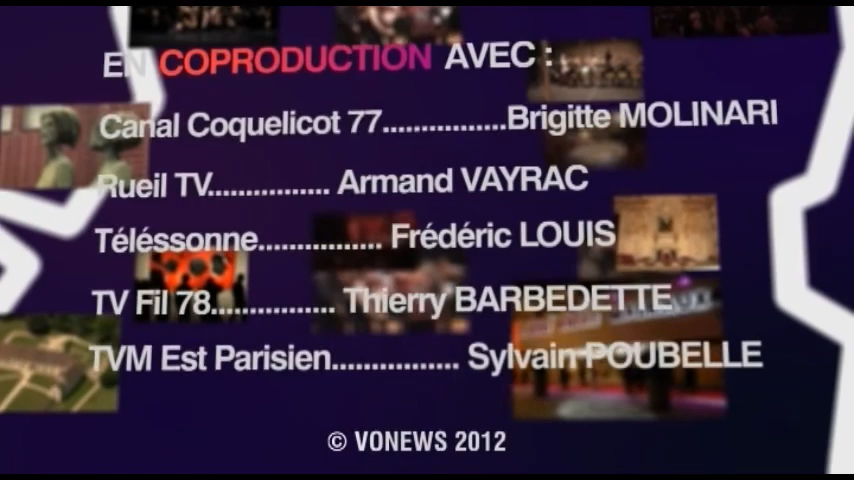 EN COPRODUCTION AVEC :
Canal Coquelicot 77................Brigitte MOLINARI
Rueil TV................ Armand VAYRAC
Téléssonne................ Frédéric LOUIS
TV Fil 78................ Thierry BARBEDETTE
TVM Est Parisien................ Sylvain POUBELLE
© VONEWS 2012